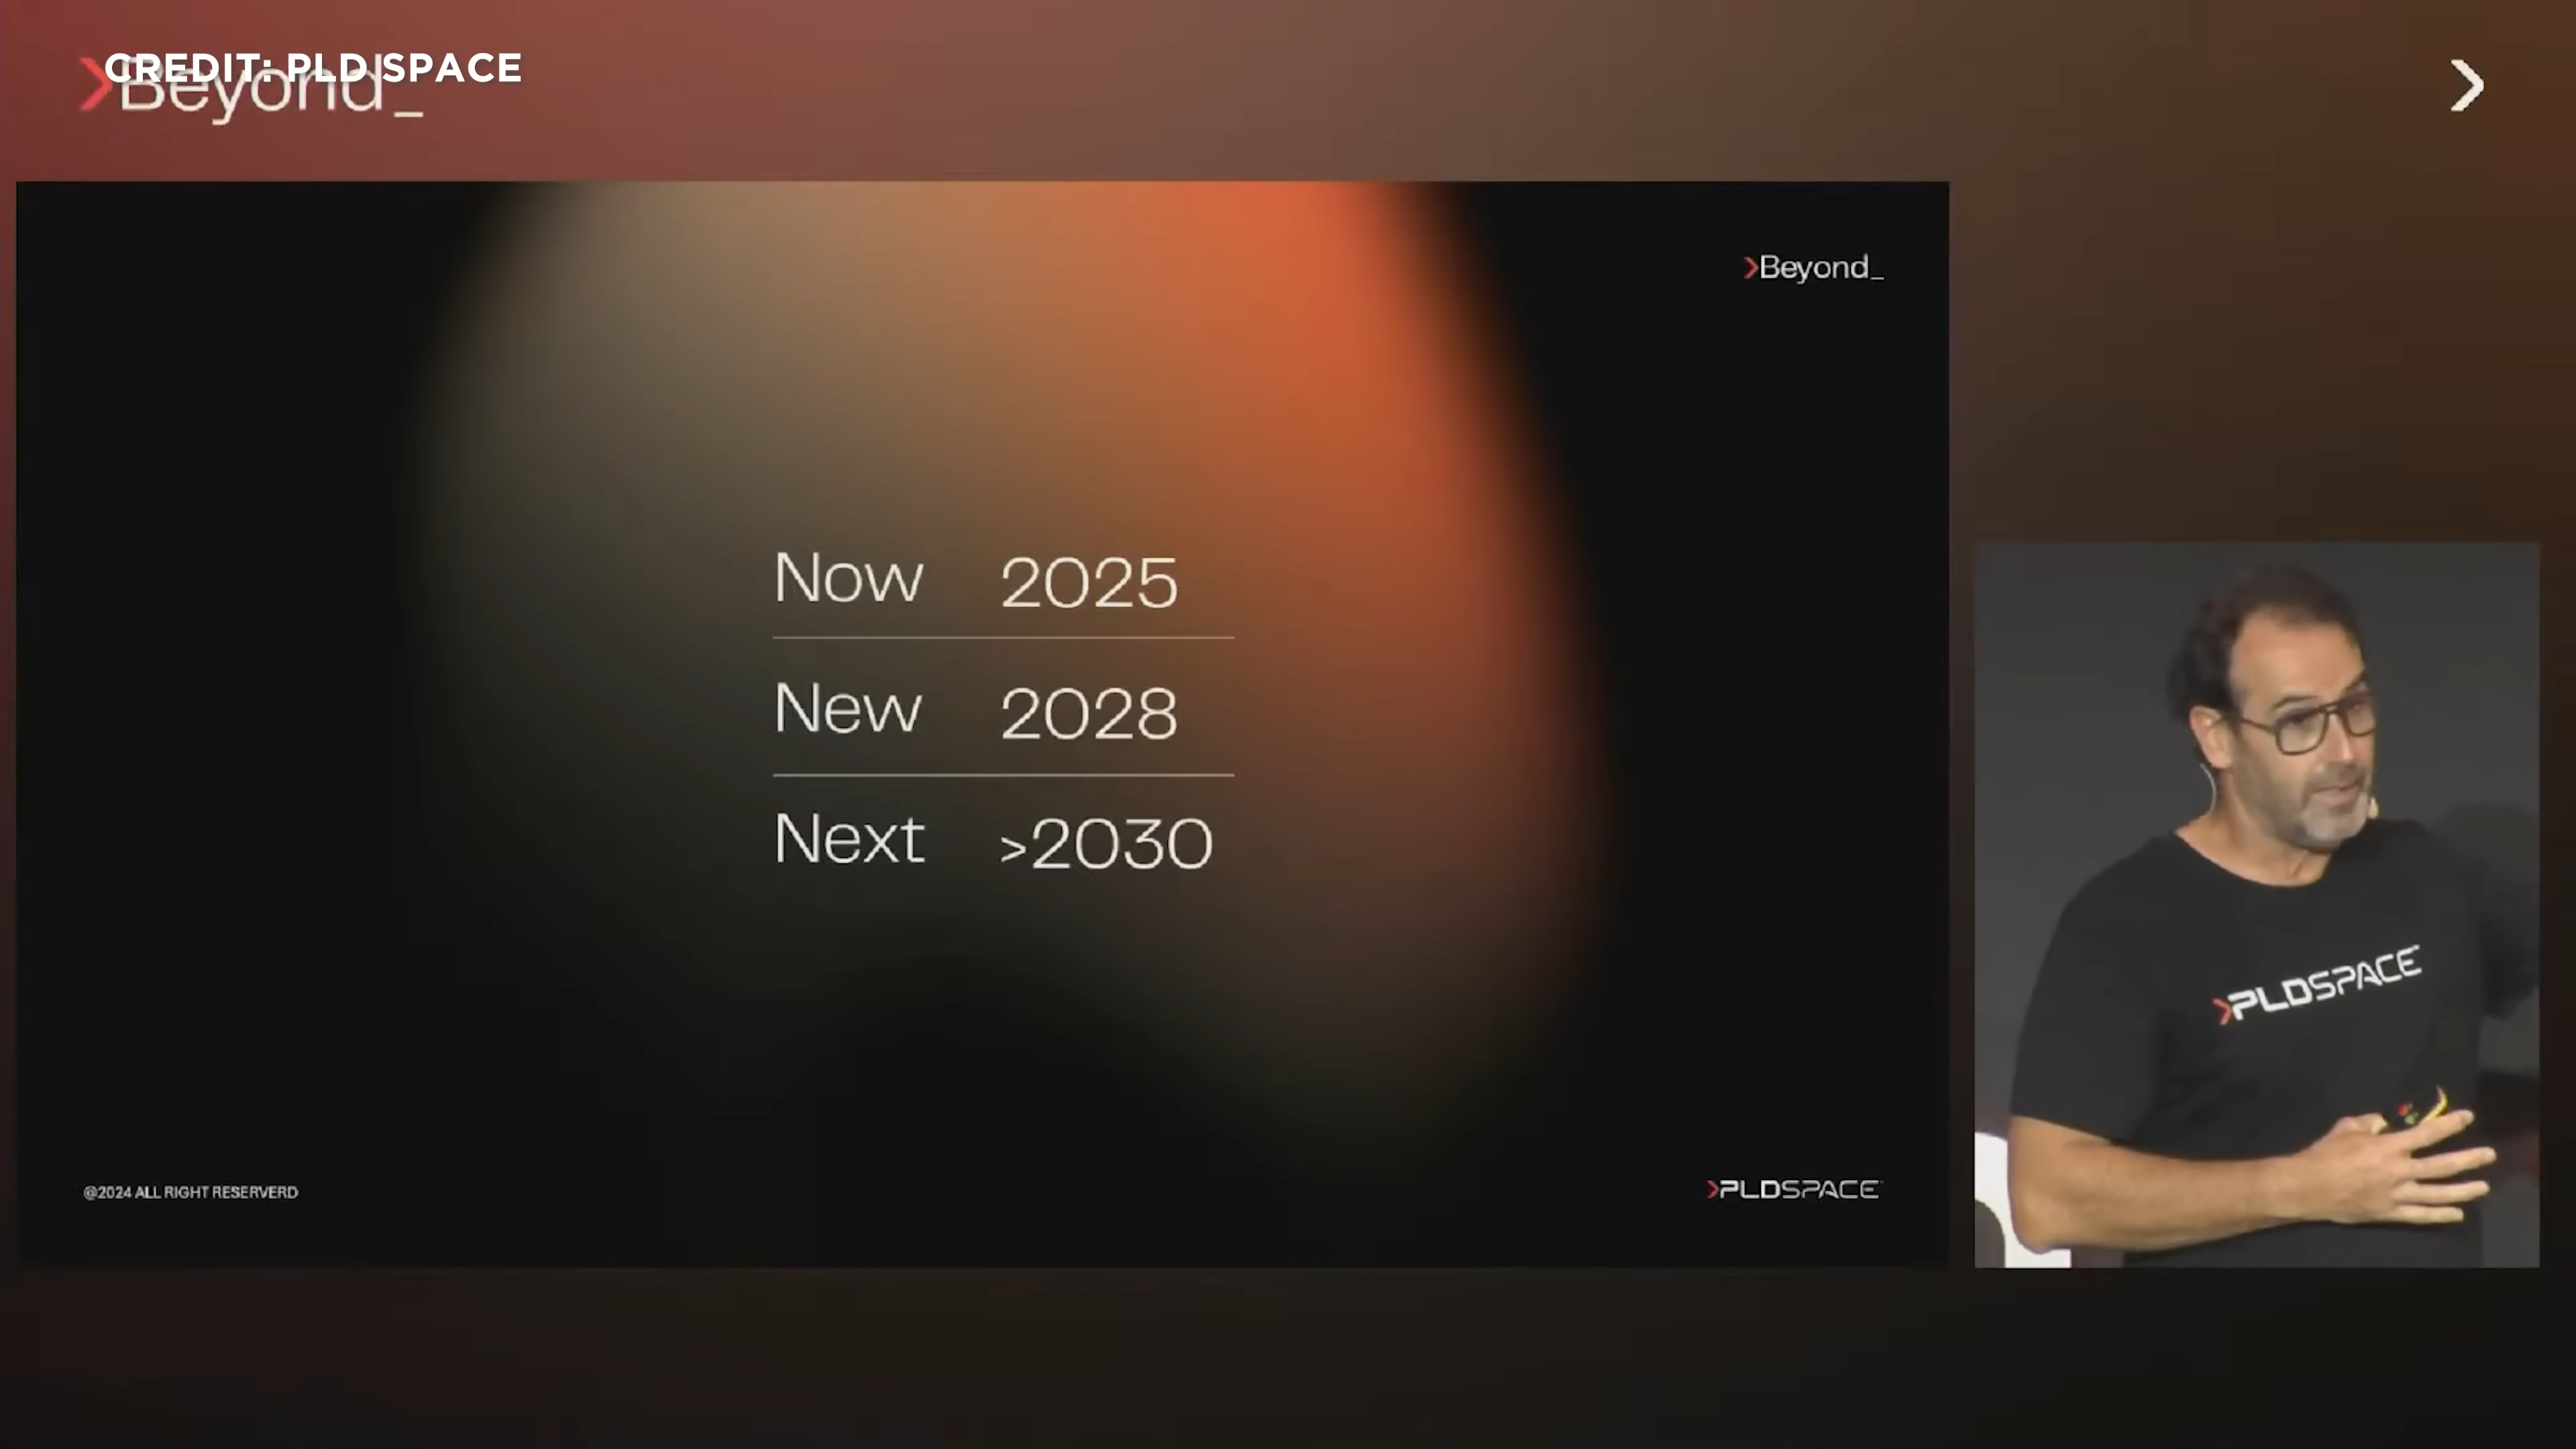 CREDIT: PLD SPACE
>Beyond_
>Beyond_
Now 2025
New 2028
Next >2030
@2024 ALL RIGHT RESERVERD
>PLDSPACE
>PLDSPACE